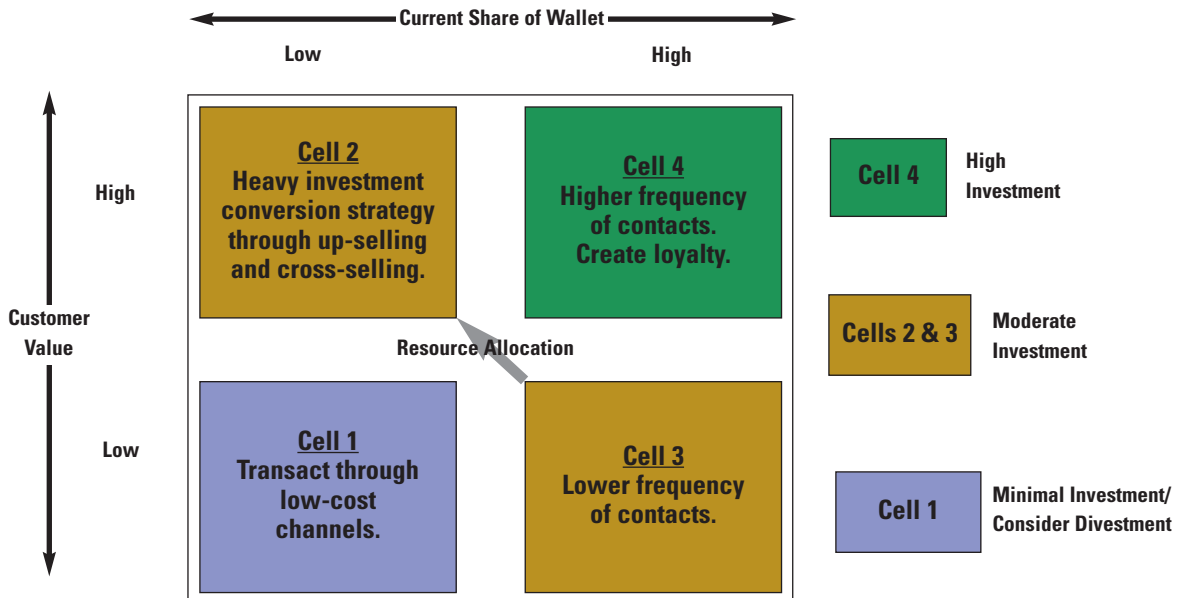 Current Share of Wallet
Low
High
Cell 2
Heavy investment
conversion strategy
through up-selling
and cross-selling.
Cell 4
Higher frequency
of contacts.
Create loyalty.
Cell 4
High
Investment
High
Customer
Value
Resource Allocation
Cells 2 & 3
Moderate
Investment
Low
Cell 1
Transact through
low-cost
channels.
Cell 3
Lower frequency
of contacts.
Cell 1
Minimal Investment/
Consider Divestment